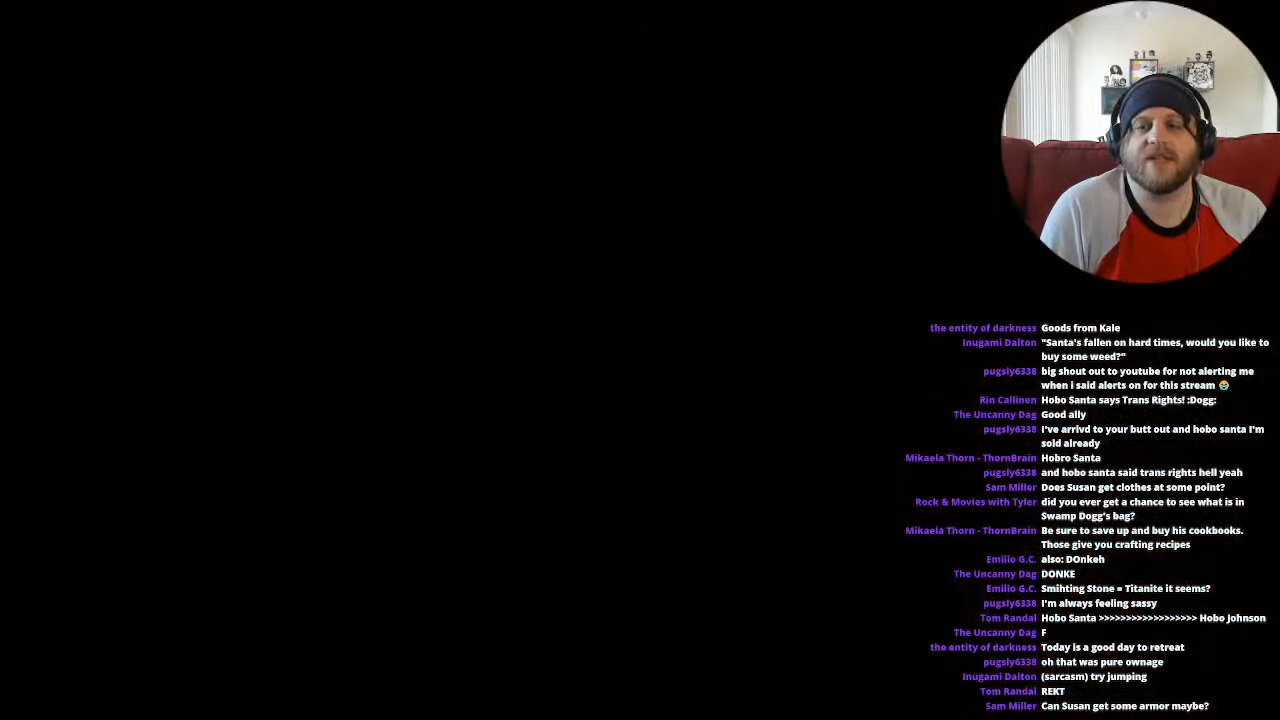 the entity of darkness Goods from Kale
Inugami Dalton "Santa's fallen on hard times, would you like to
buy some weed?"
pugsly6338 big shout out to youtube for not alerting me
when i said alerts on for this stream 😭
Rin Callinen Hobo Santa says Trans Rights! :Dogg:
The Uncanny Dag Good ally
pugsly6338 I've arrivd to your butt out and hobo santa I'm
sold already
Mikaela Thorn - ThornBrain Hobro Santa
pugsly6338 and hobo santa said trans rights hell yeah
Sam Miller Does Susan get clothes at some point?
Rock & Movies with Tyler did you ever get a chance to see what is in
Swamp Dogg's bag?
Mikaela Thorn - ThornBrain Be sure to save up and buy his cookbooks.
Those give you crafting recipes
Emilio G.C. also: DOnkeh
The Uncanny Dag DONKE
Emilio G.C. Smihting Stone = Titanite it seems?
pugsly6338 I'm always feeling sassy
Tom Randal Hobo Santa >>>>>>>>>>>>>>>>>> Hobo Johnson
The Uncanny Dag F
the entity of darkness Today is a good day to retreat
pugsly6338 oh that was pure ownage
Inugami Dalton (sarcasm) try jumping
Tom Randal REKT
Sam Miller Can Susan get some armor maybe?